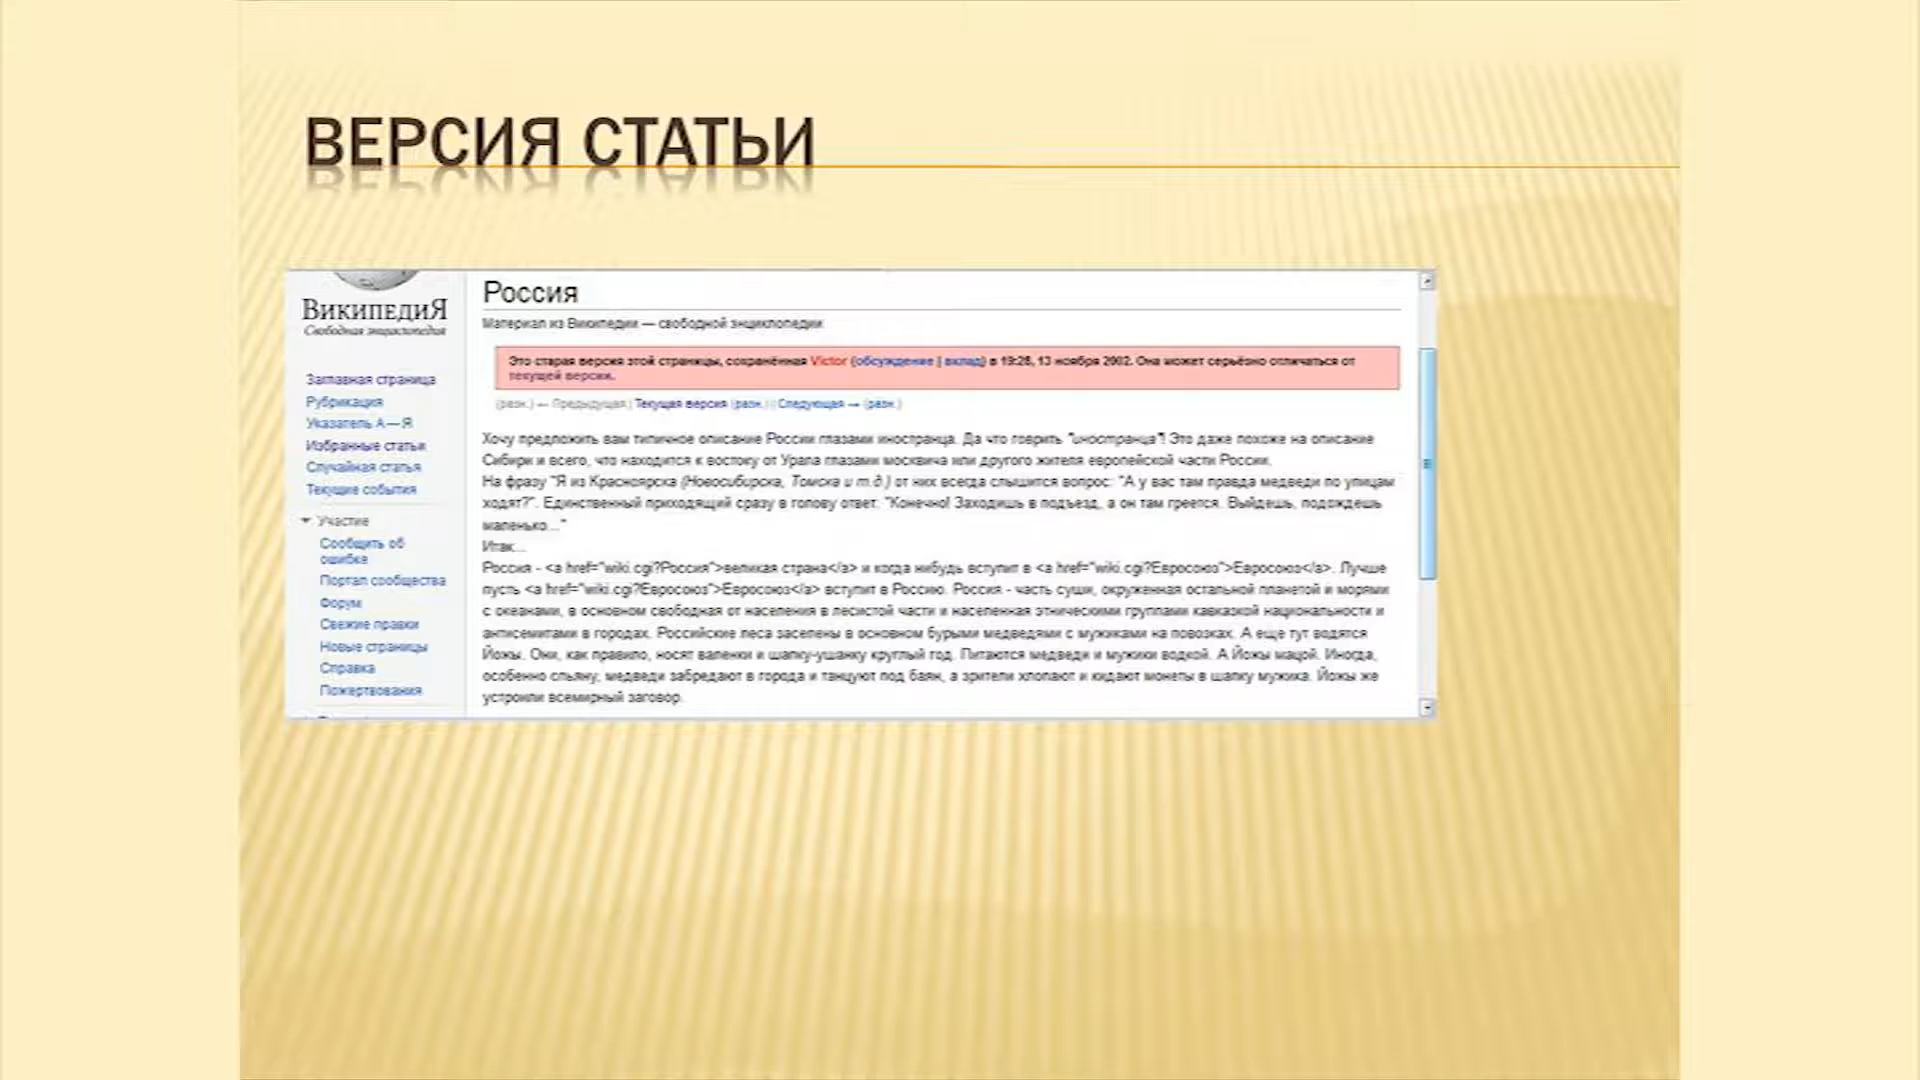 ВЕРСИЯ СТАТЬИ
ВикипедиЯ
Свободная энциклопедия
Заглавная страница
Рубрикация
Указатель А — Я
Избранные статьи
Случайная статья
Текущие события
Участие
Сообщить об
ошибке
Портал сообщества
Форум
Свежие правки
Новые страницы
Справка
Пожертвования
Россия
Материал из Википедии — свободной энциклопедии
Это старая версия этой страницы, сохранённая Victor (обсуждение | вклад) в 19:28, 13 ноября 2002. Она может серьёзно отличаться от
текущей версии.
(разн.) ← Предыдущая | Текущая версия (разн.) | Следующая → (разн.)
Хочу предложить вам типичное описание России глазами иностранца. Да что говрить "иностранца"! Это даже похоже на описание
Сибири и всего, что находится к востоку от Урала глазами москвича или другого жителя европейской части России.
На фразу "Я из Красноярска (Новосибирска, Томска и т.д.) от них всегда слышится вопрос: "А у вас там правда медведи по улицам
ходят?". Единственный приходящий сразу в голову ответ: "Конечно! Заходишь в подъезд, а он там греется. Выйдешь, подождёшь
маленько..."
Итак...
Россия - <a href="wiki.cgi?Россия">великая страна</a> и когда нибудь вступит в <a href="wiki.cgi?Евросоюз">Евросоюз</a>. Лучше
пусть <a href="wiki.cgi?Евросоюз">Евросоюз</a> вступит в Россию. Россия - часть суши, окруженная остальной планетой и морями
с океанами, в основном свободная от населения в лесистой части и населенная этническими группами кавказкой национальности и
антисемитами в городах. Российские леса заселены в основном бурыми медведями с мужиками на повозках. А еще тут водятся
Йожы. Они, как правило, носят валенки и шапку-ушанку круглый год. Питаются медведи и мужики водкой. А Йожы мацой. Иногда,
особенно спьяну, медведи забредают в города и танцуют под баян, а зрители хлопают и кидают монеты в шапку мужика. Йожы же
устроили всемирный заговор.